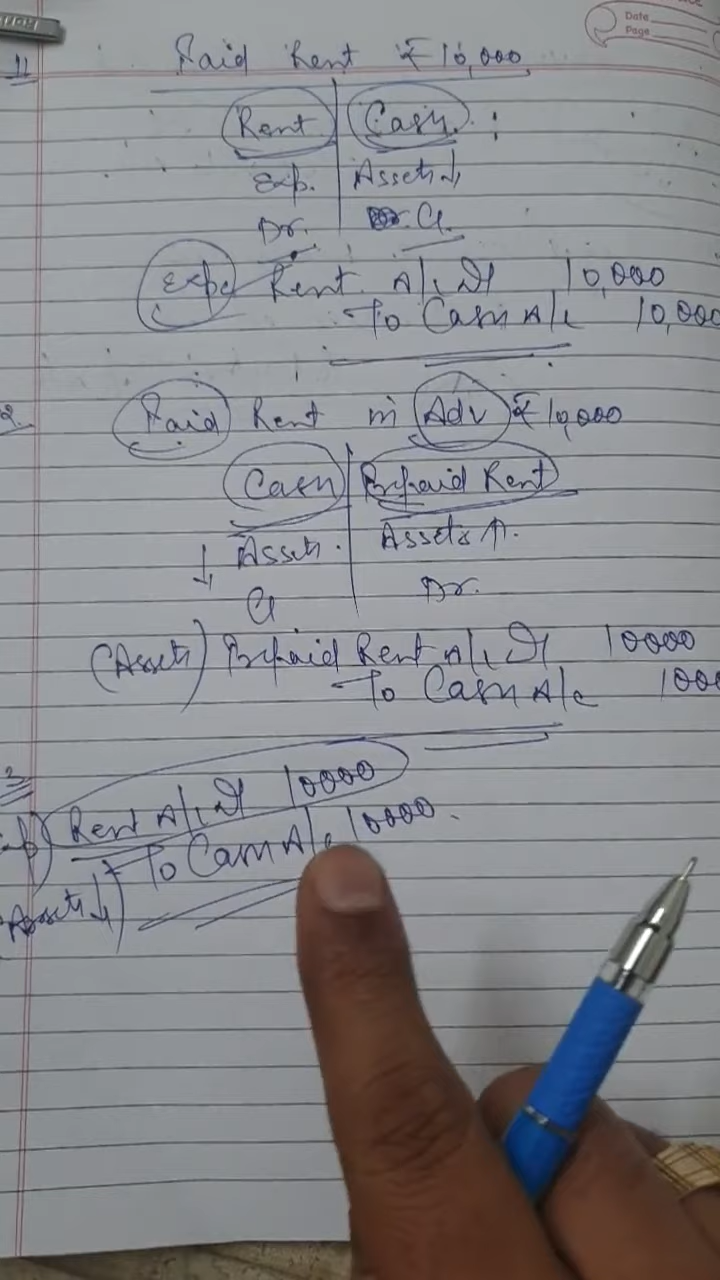 Date
Page
1)
Paid Rent ₹10,000
Rent Cash :
Exp. Assets↓
Dr. Cr.
Exp Rent A/c Dr 10,000
To Cash A/c 10,000
2.
Paid Rent in Adv ₹10,000
Cash Prepaid Rent
↓ Assets. Assets↑.
Cr Dr.
(Assets) Prepaid Rent A/c Dr 10000
To Cash A/c 1000
3
Rent A/c Dr 10000
To Cash A/c 10000.
Assets↓)